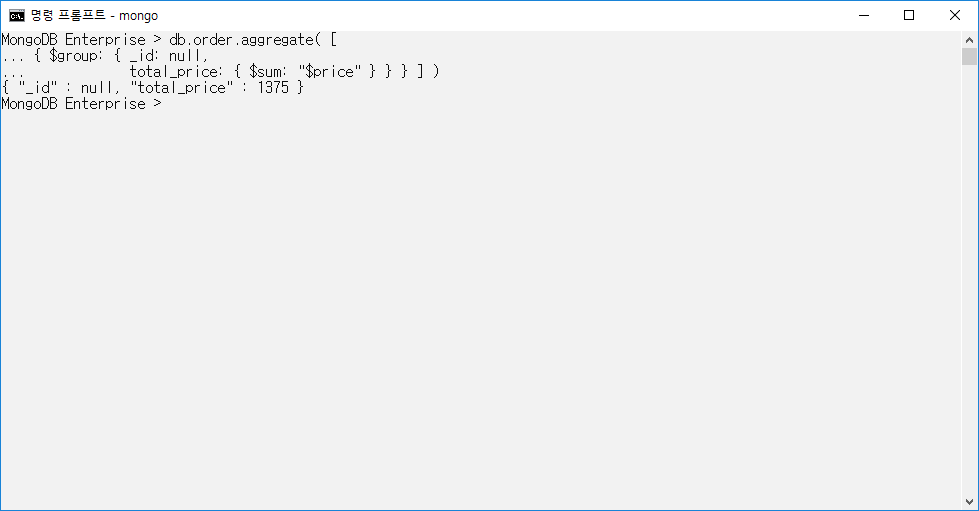 명령 프롬프트 - mongo
MongoDB Enterprise > db.order.aggregate( [
... { $group: { _id: null,
...             total_price: { $sum: "$price" } } } ] )
{ "_id" : null, "total_price" : 1375 }
MongoDB Enterprise >